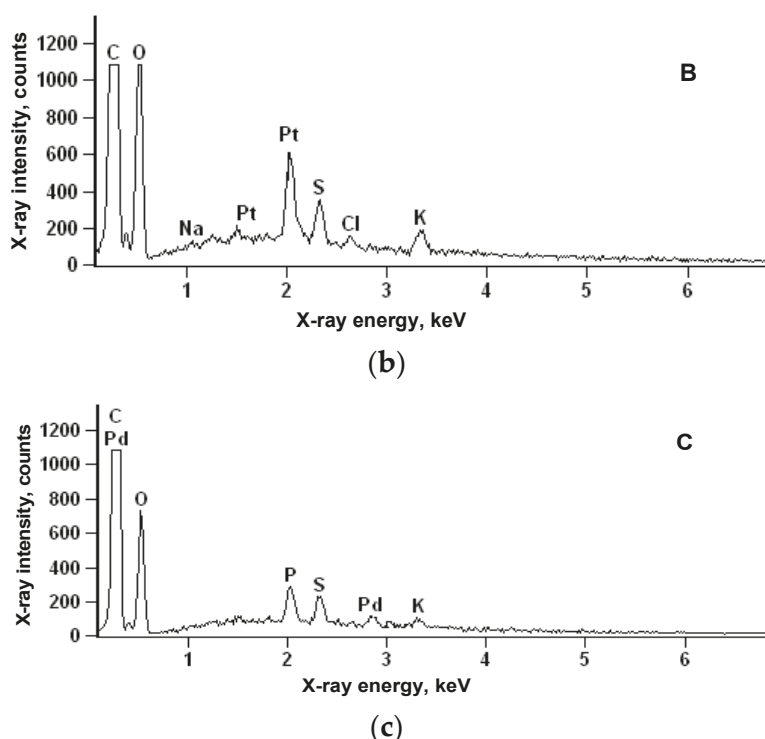 1200
1000
800
600
400
200
0
X-ray intensity, counts
C O
B
Pt
S
Na
Pt
Cl
K
1 2 3 4 5 6
X-ray energy, keV
(b)
1200
1000
800
600
400
200
0
X-ray intensity, counts
C
Pd
O
C
P
S
Pd
K
1 2 3 4 5 6
X-ray energy, keV
(c)